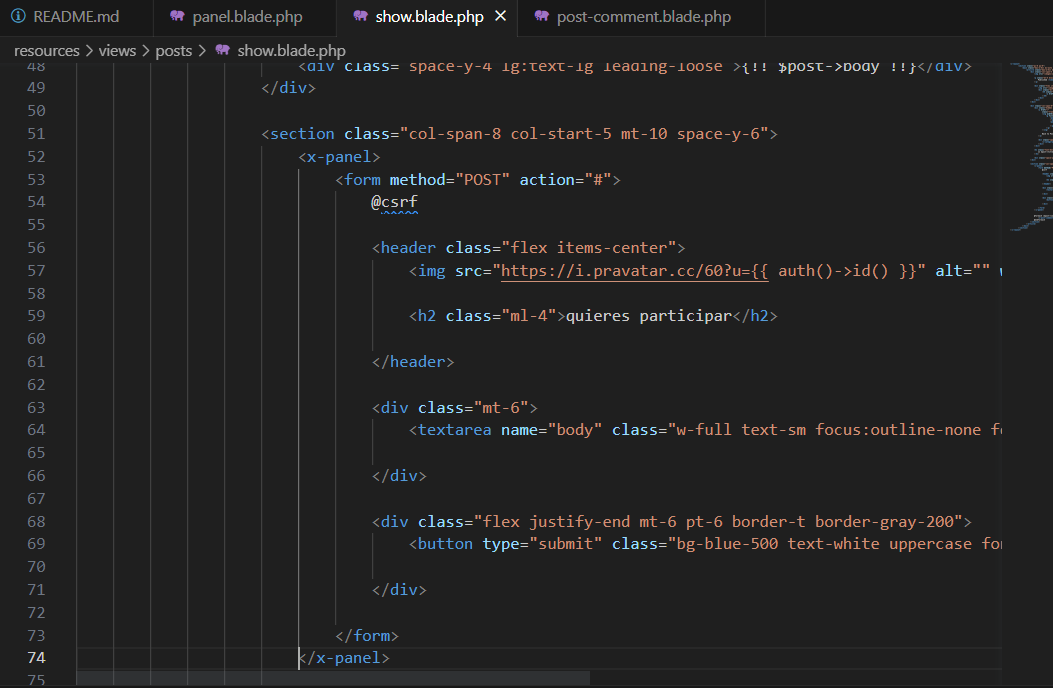 README.md panel.blade.php show.blade.php × post-comment.blade.php
resources > views > posts > show.blade.php
48 <div class="space-y-4 lg:text-lg leading-loose">{!! $post->body !!}</div>
49 </div>
50
51 <section class="col-span-8 col-start-5 mt-10 space-y-6">
52 <x-panel>
53 <form method="POST" action="#">
54 @csrf
55
56 <header class="flex items-center">
57 <img src="https://i.pravatar.cc/60?u={{ auth()->id() }}" alt="" w
58
59 <h2 class="ml-4">quieres participar</h2>
60
61 </header>
62
63 <div class="mt-6">
64 <textarea name="body" class="w-full text-sm focus:outline-none fo
65
66 </div>
67
68 <div class="flex justify-end mt-6 pt-6 border-t border-gray-200">
69 <button type="submit" class="bg-blue-500 text-white uppercase fon
70
71 </div>
72
73 </form>
74 </x-panel>
75